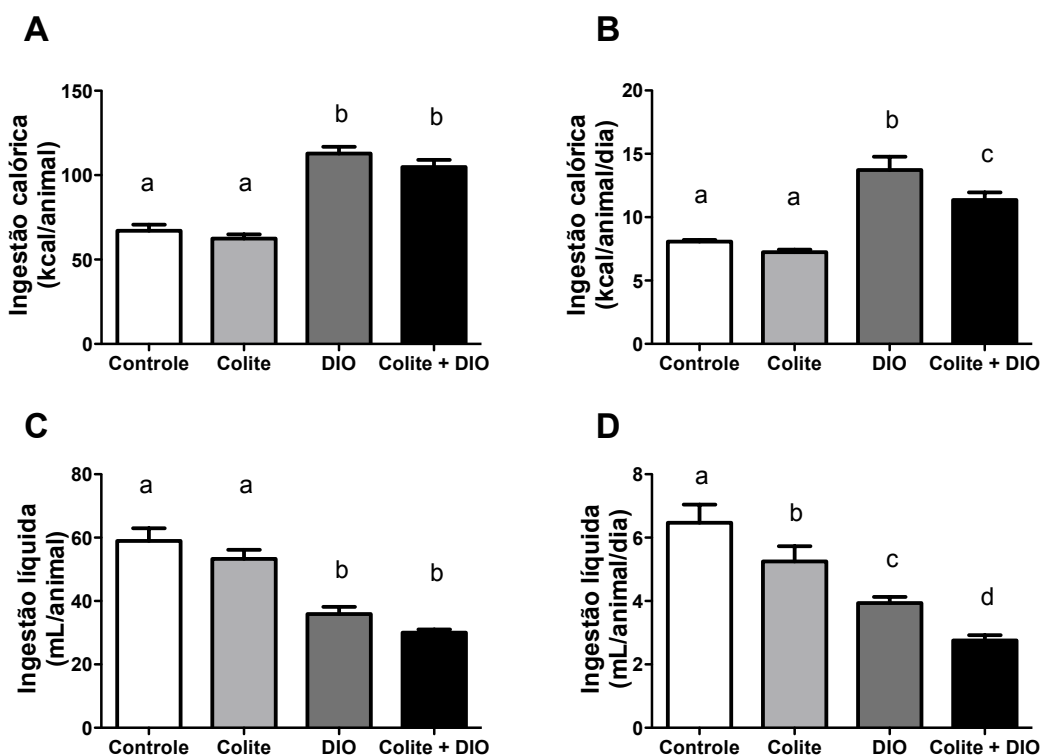 A
Ingestão calórica
(kcal/animal)
150
100
50
0
a
a
b
b
Controle
Colite
DIO
Colite + DIO
B
Ingestão calórica
(kcal/animal/dia)
20
15
10
5
0
a
a
b
c
Controle
Colite
DIO
Colite + DIO
C
Ingestão líquida
(mL/animal)
80
60
40
20
0
a
a
b
b
Controle
Colite
DIO
Colite + DIO
D
Ingestão líquida
(mL/animal/dia)
8
6
4
2
0
a
b
c
d
Controle
Colite
DIO
Colite + DIO